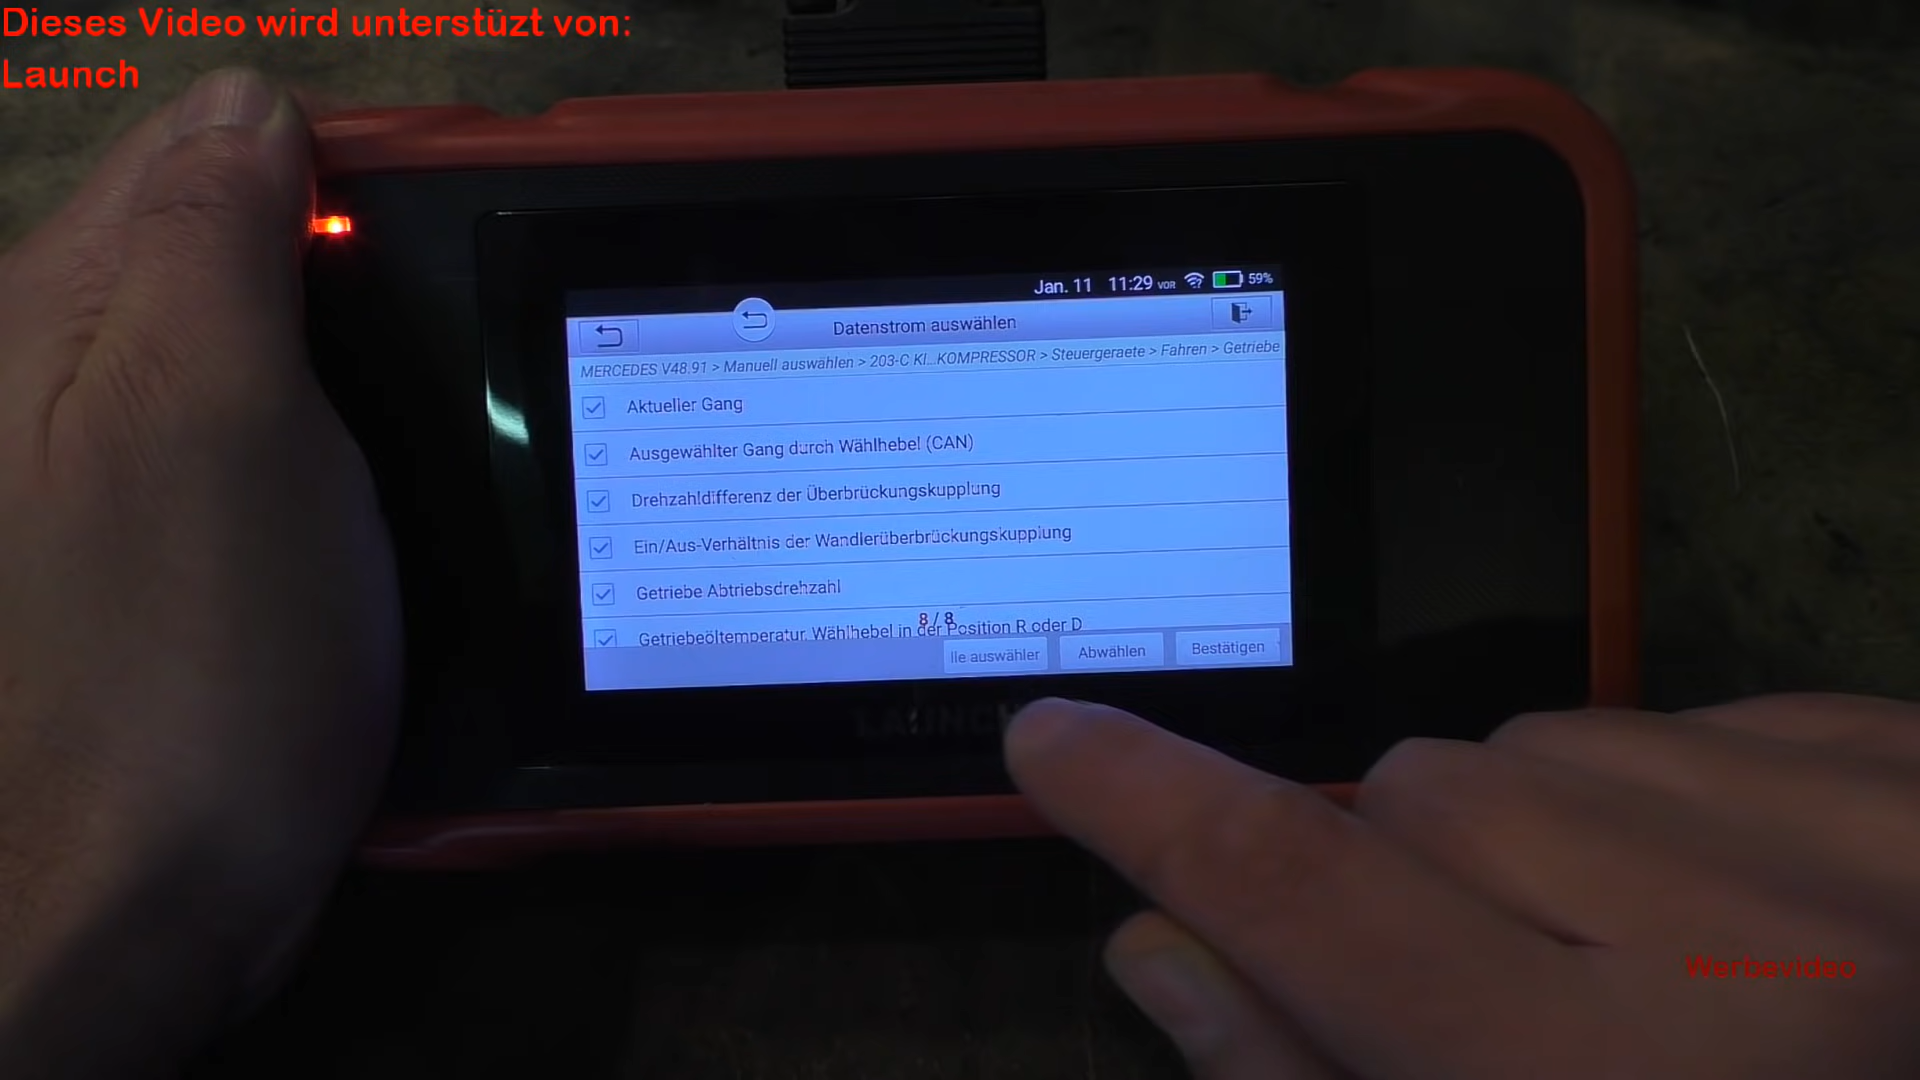 Dieses Video wird unterstüzt von:
Launch
Jan. 11 11:29 VOR 59%
Datenstrom auswählen
MERCEDES V48.91 > Manuell auswählen > 203-C Kl...KOMPRESSOR > Steuergeraete > Fahren > Getriebe
Aktueller Gang
Ausgewählter Gang durch Wählhebel (CAN)
Drehzahldifferenz der Überbrückungskupplung
Ein/Aus-Verhältnis der Wandlerüberbrückungskupplung
Getriebe Abtriebsdrehzahl
8 / 8
Getriebeöltemperatur, Wählhebel in der Position R oder D
lle auswähler Abwählen Bestätigen
LAUNCH
Werbevideo